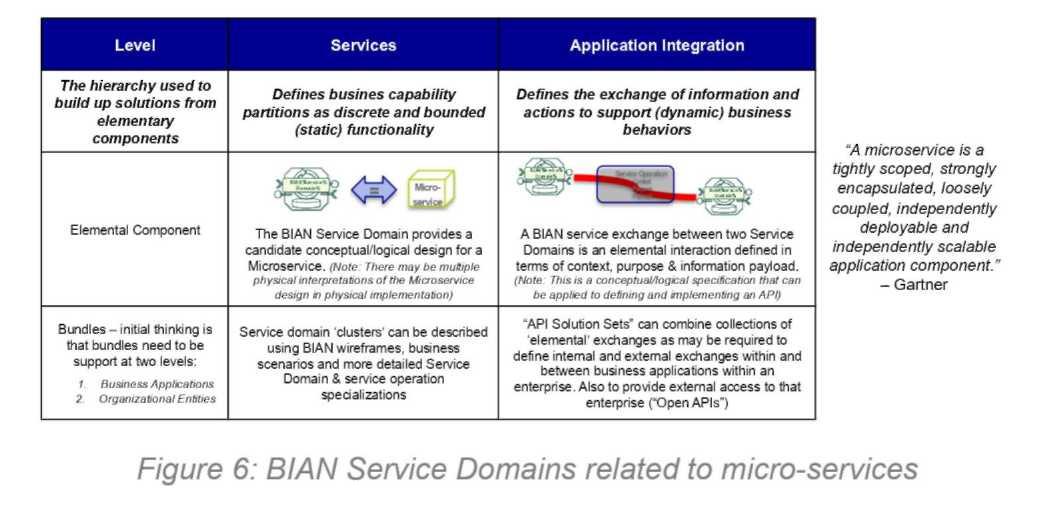 Level
Services
Application Integration
The hierarchy used to
build up solutions from
elementary
components
Defines busines capability
partitions as discrete and bounded
(static) functionality
Defines the exchange of information and
actions to support (dynamic) business
behaviors
Elemental Component
=
Micro-
service
The BIAN Service Domain provides a
candidate conceptual/logical design for a
Microservice. (Note: There may be multiple
physical interpretations of the Microservice
design in physical implementation)
Service Operation
A BIAN service exchange between two Service
Domains is an elemental interaction defined in
terms of context, purpose & information payload.
(Note: This is a conceptual/logical specification that can
be applied to defining and implementing an API)
Bundles – initial thinking is
that bundles need to be
support at two levels:
1. Business Applications
2. Organizational Entities
Service domain ‘clusters’ can be described
using BIAN wireframes, business
scenarios and more detailed Service
Domain & service operation
specializations
“API Solution Sets” can combine collections of
‘elemental’ exchanges as may be required to
define internal and external exchanges within and
between business applications within an
enterprise. Also to provide external access to that
enterprise (“Open APIs”)
“A microservice is a
tightly scoped, strongly
encapsulated, loosely
coupled, independently
deployable and
independently scalable
application component.”
– Gartner
Figure 6: BIAN Service Domains related to micro-services